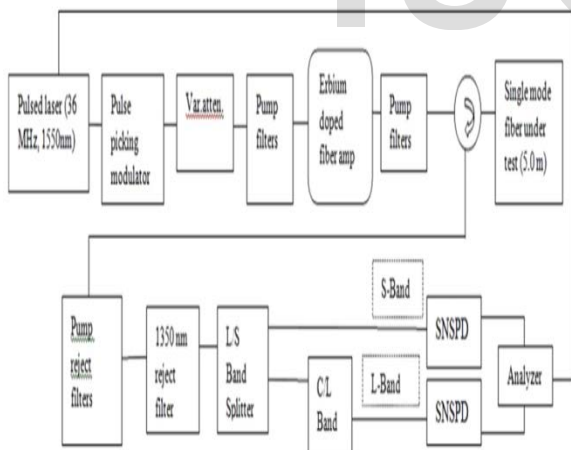 Pulsed laser (36
MHz, 1550nm)
Pulse
picking
modulator
Var.atten.
Pump
filters
Erbium
doped
fiber amp
Pump
filters
Single mode
fiber under
test (5.0 m)
Pump
reject
filters
1350 nm
reject
filter
L/S
Band
Splitter
S-Band
C/L
Band
L-Band
SNSPD
SNSPD
Analyzer